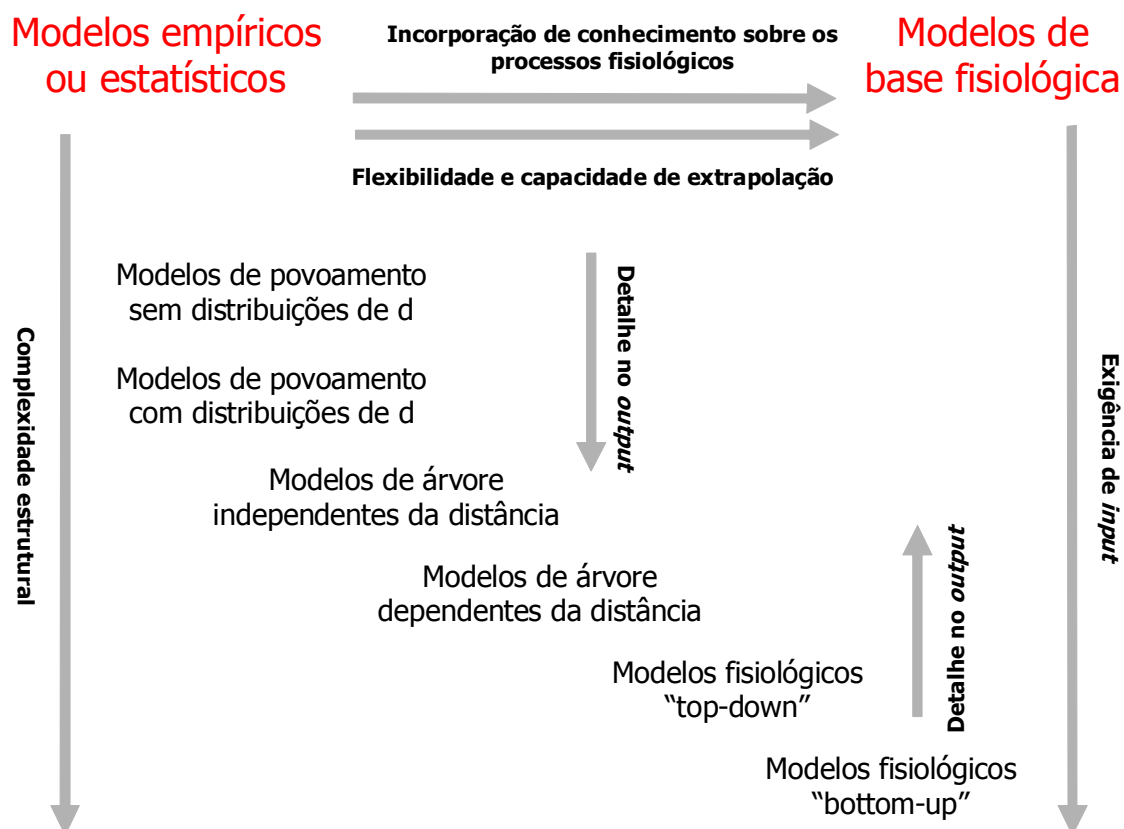 Modelos empíricos
ou estatísticos
Incorporação de conhecimento sobre os
processos fisiológicos
Modelos de
base fisiológica
Flexibilidade e capacidade de extrapolação
Modelos de povoamento
sem distribuições de d
Modelos de povoamento
com distribuições de d
Modelos de árvore
independentes da distância
Modelos de árvore
dependentes da distância
Modelos fisiológicos
“top-down”
Modelos fisiológicos
“bottom-up”
Complexidade estrutural
Detalhe no output
Detalhe no output
Exigência de input